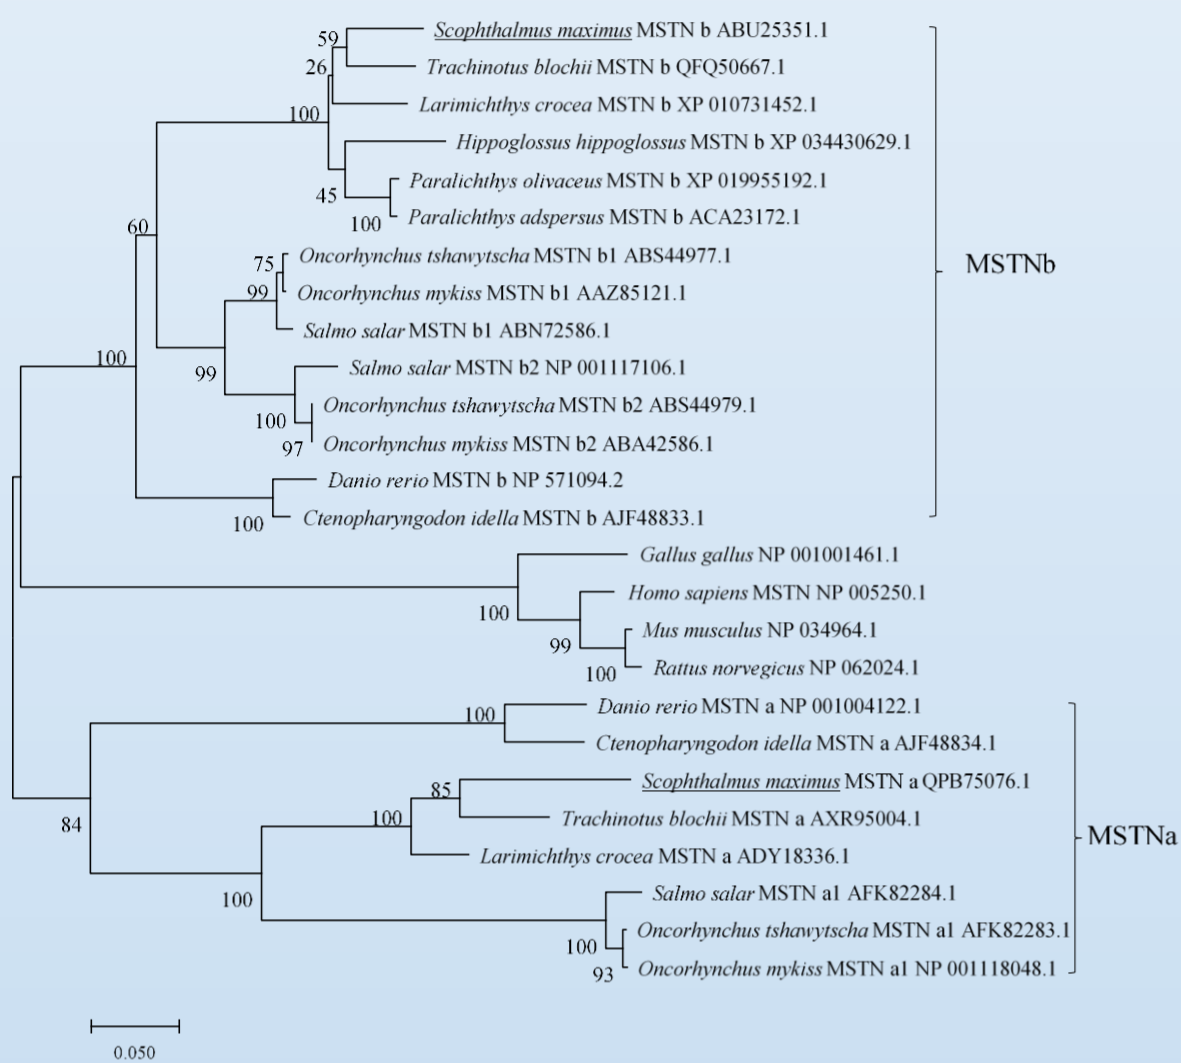 Scophthalmus maximus MSTN b ABU25351.1
59
Trachinotus blochii MSTN b QFQ50667.1
26
Larimichthys crocea MSTN b XP 010731452.1
100
Hippoglossus hippoglossus MSTN b XP 034430629.1
Paralichthys olivaceus MSTN b XP 019955192.1
45
Paralichthys adspersus MSTN b ACA23172.1
100
60
Oncorhynchus tshawytscha MSTN b1 ABS44977.1
75
MSTNb
Oncorhynchus mykiss MSTN b1 AAZ85121.1
99
Salmo salar MSTN b1 ABN72586.1
100
Salmo salar MSTN b2 NP 001117106.1
99
Oncorhynchus tshawytscha MSTN b2 ABS44979.1
100
Oncorhynchus mykiss MSTN b2 ABA42586.1
97
Danio rerio MSTN b NP 571094.2
Ctenopharyngodon idella MSTN b AJF48833.1
100
Gallus gallus NP 001001461.1
Homo sapiens MSTN NP 005250.1
100
Mus musculus NP 034964.1
99
Rattus norvegicus NP 062024.1
100
Danio rerio MSTN a NP 001004122.1
100
Ctenopharyngodon idella MSTN a AJF48834.1
Scophthalmus maximus MSTN a QPB75076.1
85
Trachinotus blochii MSTN a AXR95004.1
100
84
MSTNa
Larimichthys crocea MSTN a ADY18336.1
Salmo salar MSTN a1 AFK82284.1
100
Oncorhynchus tshawytscha MSTN a1 AFK82283.1
100
Oncorhynchus mykiss MSTN a1 NP 001118048.1
93
0.050